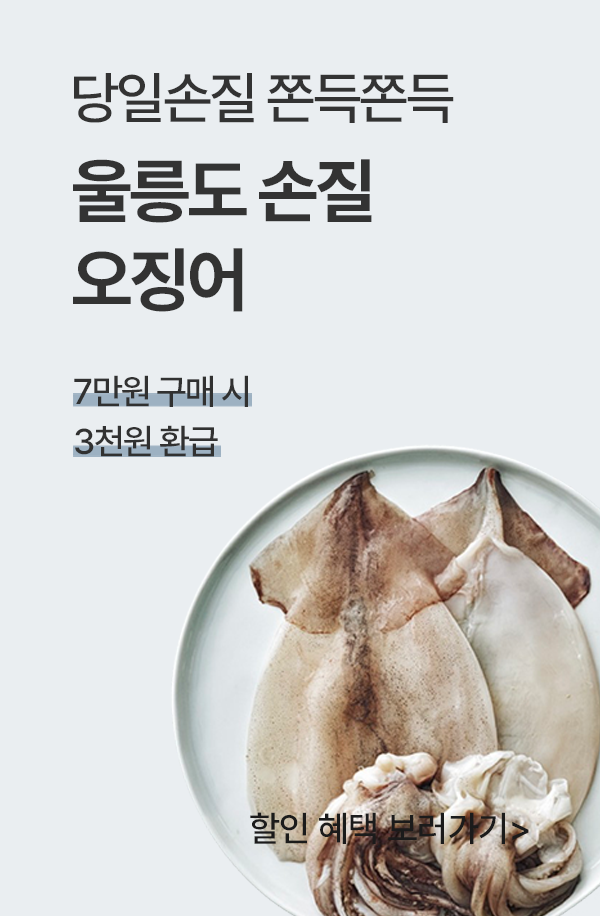 당일손질 쫀득쫀득
울릉도 손질
오징어
7만원 구매 시
3천원 환급
할인 혜택 보러가기>